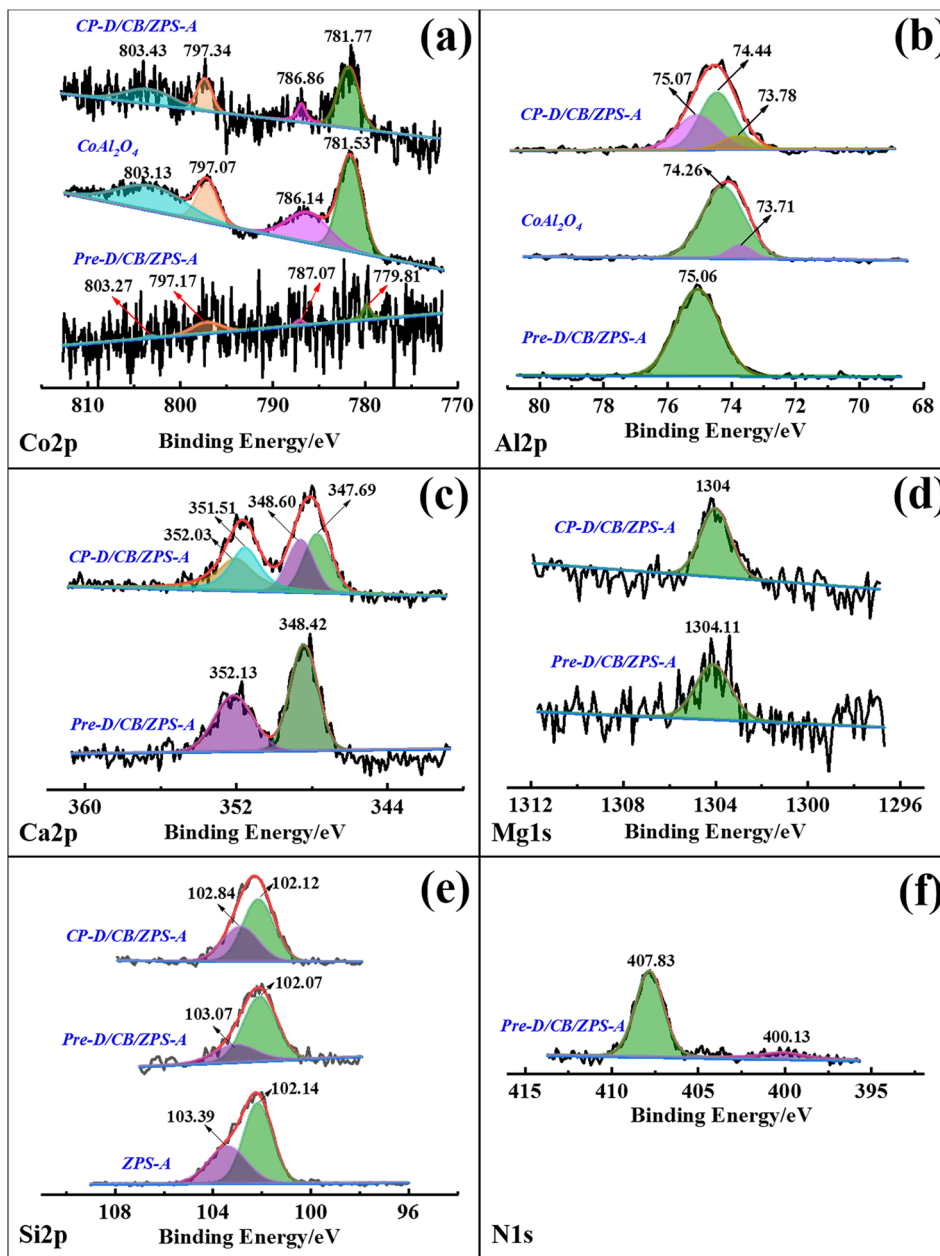 (a)
CP-D/CB/ZPS-A
803.43
797.34
786.86
781.77
CoAl₂O₄
803.13
797.07
786.14
781.53
Pre-D/CB/ZPS-A
803.27
797.17
787.07
779.81
810 800 790 780 770
Binding Energy/eV
Co2p
(b)
CP-D/CB/ZPS-A
75.07
74.44
73.78
CoAl₂O₄
74.26
73.71
Pre-D/CB/ZPS-A
75.06
80 78 76 74 72 70 68
Binding Energy/eV
Al2p
(c)
CP-D/CB/ZPS-A
352.03
351.51
348.60
347.69
Pre-D/CB/ZPS-A
352.13
348.42
360 352 344
Binding Energy/eV
Ca2p
(d)
CP-D/CB/ZPS-A
1304
Pre-D/CB/ZPS-A
1304.11
1312 1308 1304 1300 1296
Binding Energy/eV
Mg1s
(e)
CP-D/CB/ZPS-A
102.84
102.12
Pre-D/CB/ZPS-A
103.07
102.07
ZPS-A
103.39
102.14
108 104 100 96
Binding Energy/eV
Si2p
(f)
Pre-D/CB/ZPS-A
407.83
400.13
415 410 405 400 395
Binding Energy/eV
N1s